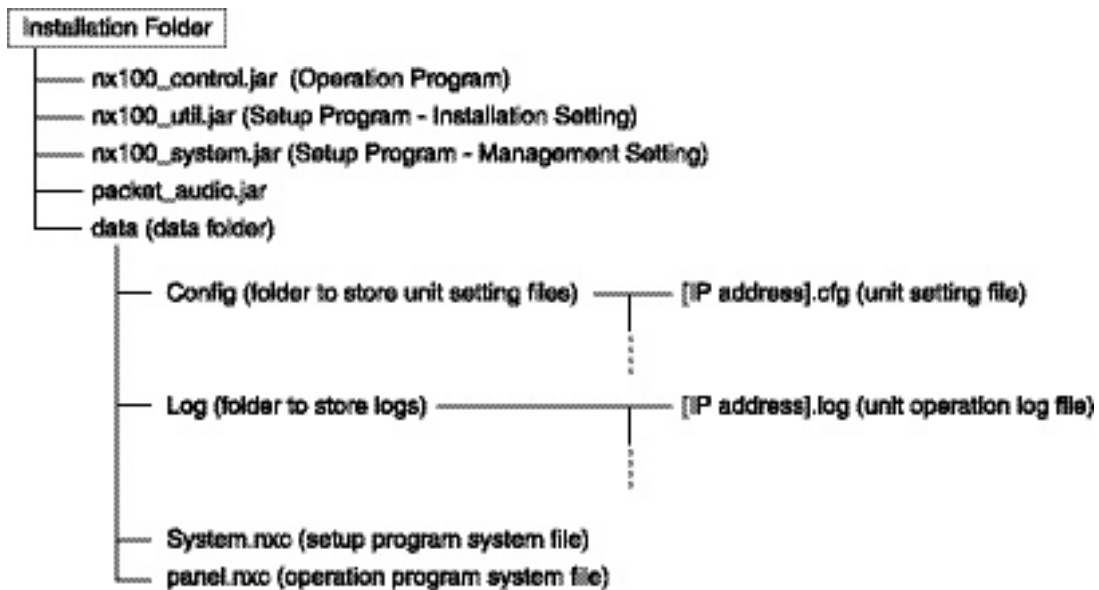 Installation Folder
nx100_control.jar (Operation Program)
nx100_util.jar (Setup Program - Installation Setting)
nx100_system.jar (Setup Program - Management Setting)
packet_audio.jar
data (data folder)
Config (folder to store unit setting files) [IP address].cfg (unit setting file)
Log (folder to store logs) [IP address].log (unit operation log file)
System.nxc (setup program system file)
panel.nxc (operation program system file)